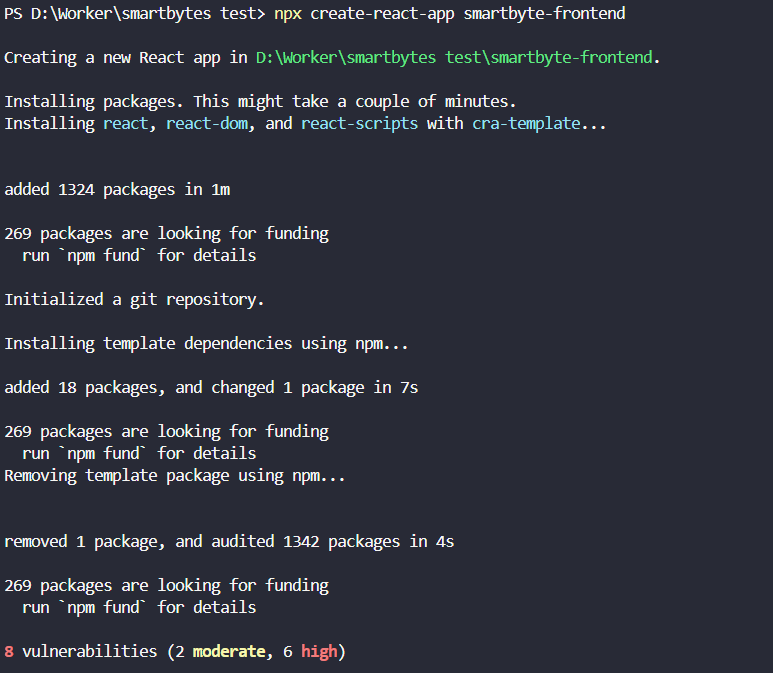 PS D:\Worker\smartbytes test> npx create-react-app smartbyte-frontend
Creating a new React app in D:\Worker\smartbytes test\smartbyte-frontend.
Installing packages. This might take a couple of minutes.
Installing react, react-dom, and react-scripts with cra-template...
added 1324 packages in 1m
269 packages are looking for funding
  run `npm fund` for details
Initialized a git repository.
Installing template dependencies using npm...
added 18 packages, and changed 1 package in 7s
269 packages are looking for funding
  run `npm fund` for details
Removing template package using npm...
removed 1 package, and audited 1342 packages in 4s
269 packages are looking for funding
  run `npm fund` for details
8 vulnerabilities (2 moderate, 6 high)